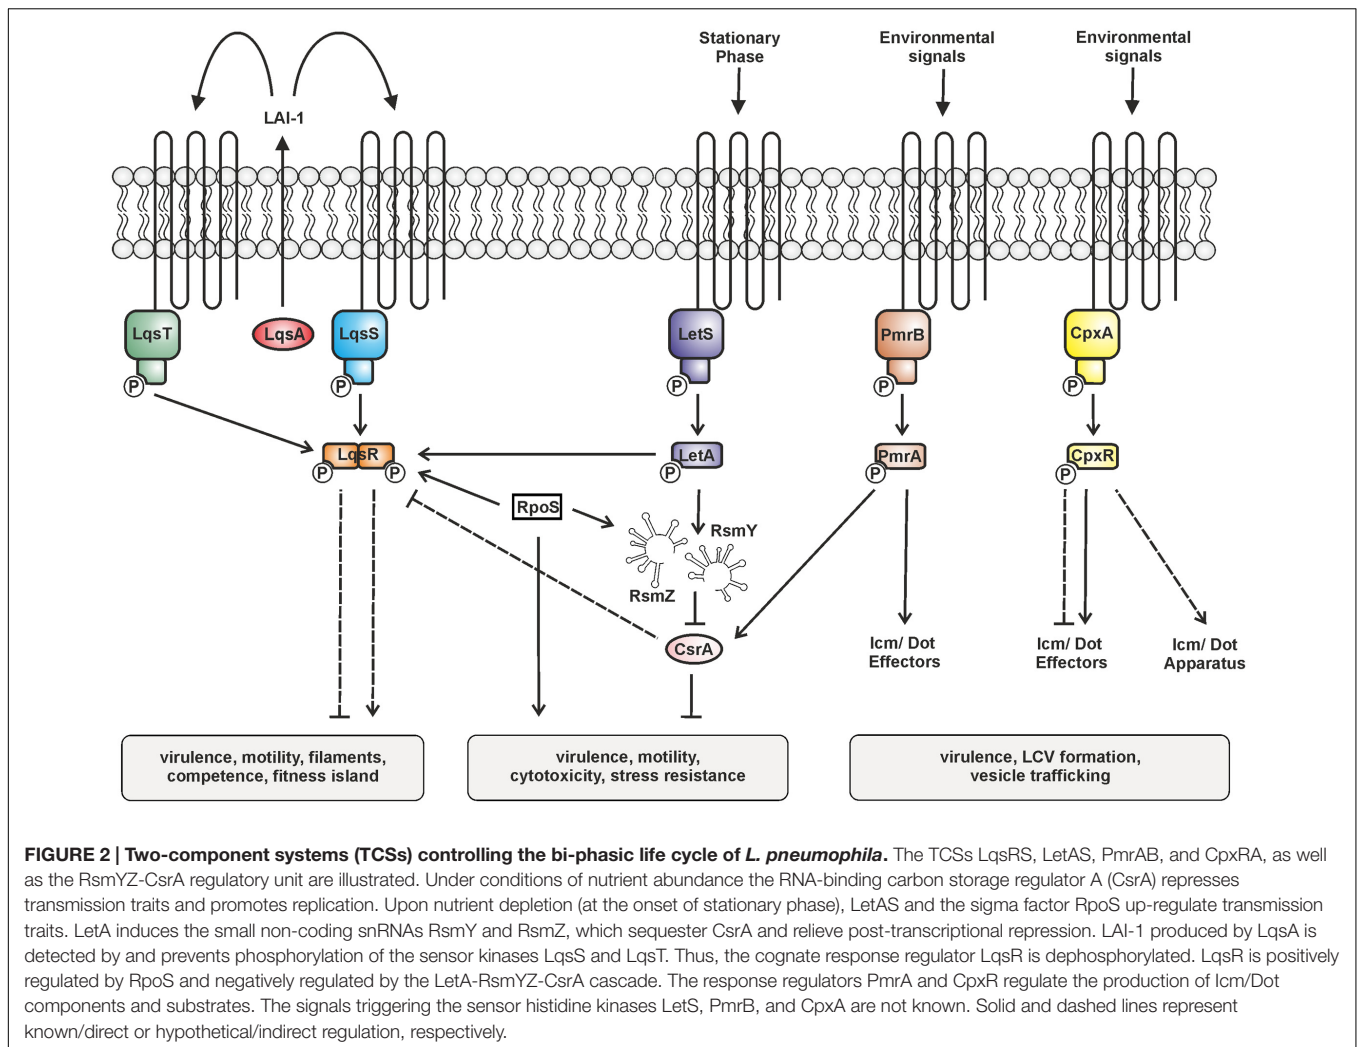 Stationary
Phase
Environmental
signals
Environmental
signals
LAI-1
LqsT
LqsA
LqsS
LetS
PmrB
CpxA
P
P
P
P
P
LqsR
LetA
PmrA
CpxR
P
P
P
P
P
RpoS
RsmY
RsmZ
CsrA
Icm/ Dot
Effectors
Icm/ Dot
Effectors
Icm/ Dot
Apparatus
virulence, motility, filaments,
competence, fitness island
virulence, motility,
cytotoxicity, stress resistance
virulence, LCV formation,
vesicle trafficking
FIGURE 2 | Two-component systems (TCSs) controlling the bi-phasic life cycle of L. pneumophila. The TCSs LqsRS, LetAS, PmrAB, and CpxRA, as well
as the RsmYZ-CsrA regulatory unit are illustrated. Under conditions of nutrient abundance the RNA-binding carbon storage regulator A (CsrA) represses
transmission traits and promotes replication. Upon nutrient depletion (at the onset of stationary phase), LetAS and the sigma factor RpoS up-regulate transmission
traits. LetA induces the small non-coding snRNAs RsmY and RsmZ, which sequester CsrA and relieve post-transcriptional repression. LAI-1 produced by LqsA is
detected by and prevents phosphorylation of the sensor kinases LqsS and LqsT. Thus, the cognate response regulator LqsR is dephosphorylated. LqsR is positively
regulated by RpoS and negatively regulated by the LetA-RsmYZ-CsrA cascade. The response regulators PmrA and CpxR regulate the production of Icm/Dot
components and substrates. The signals triggering the sensor histidine kinases LetS, PmrB, and CpxA are not known. Solid and dashed lines represent
known/direct or hypothetical/indirect regulation, respectively.